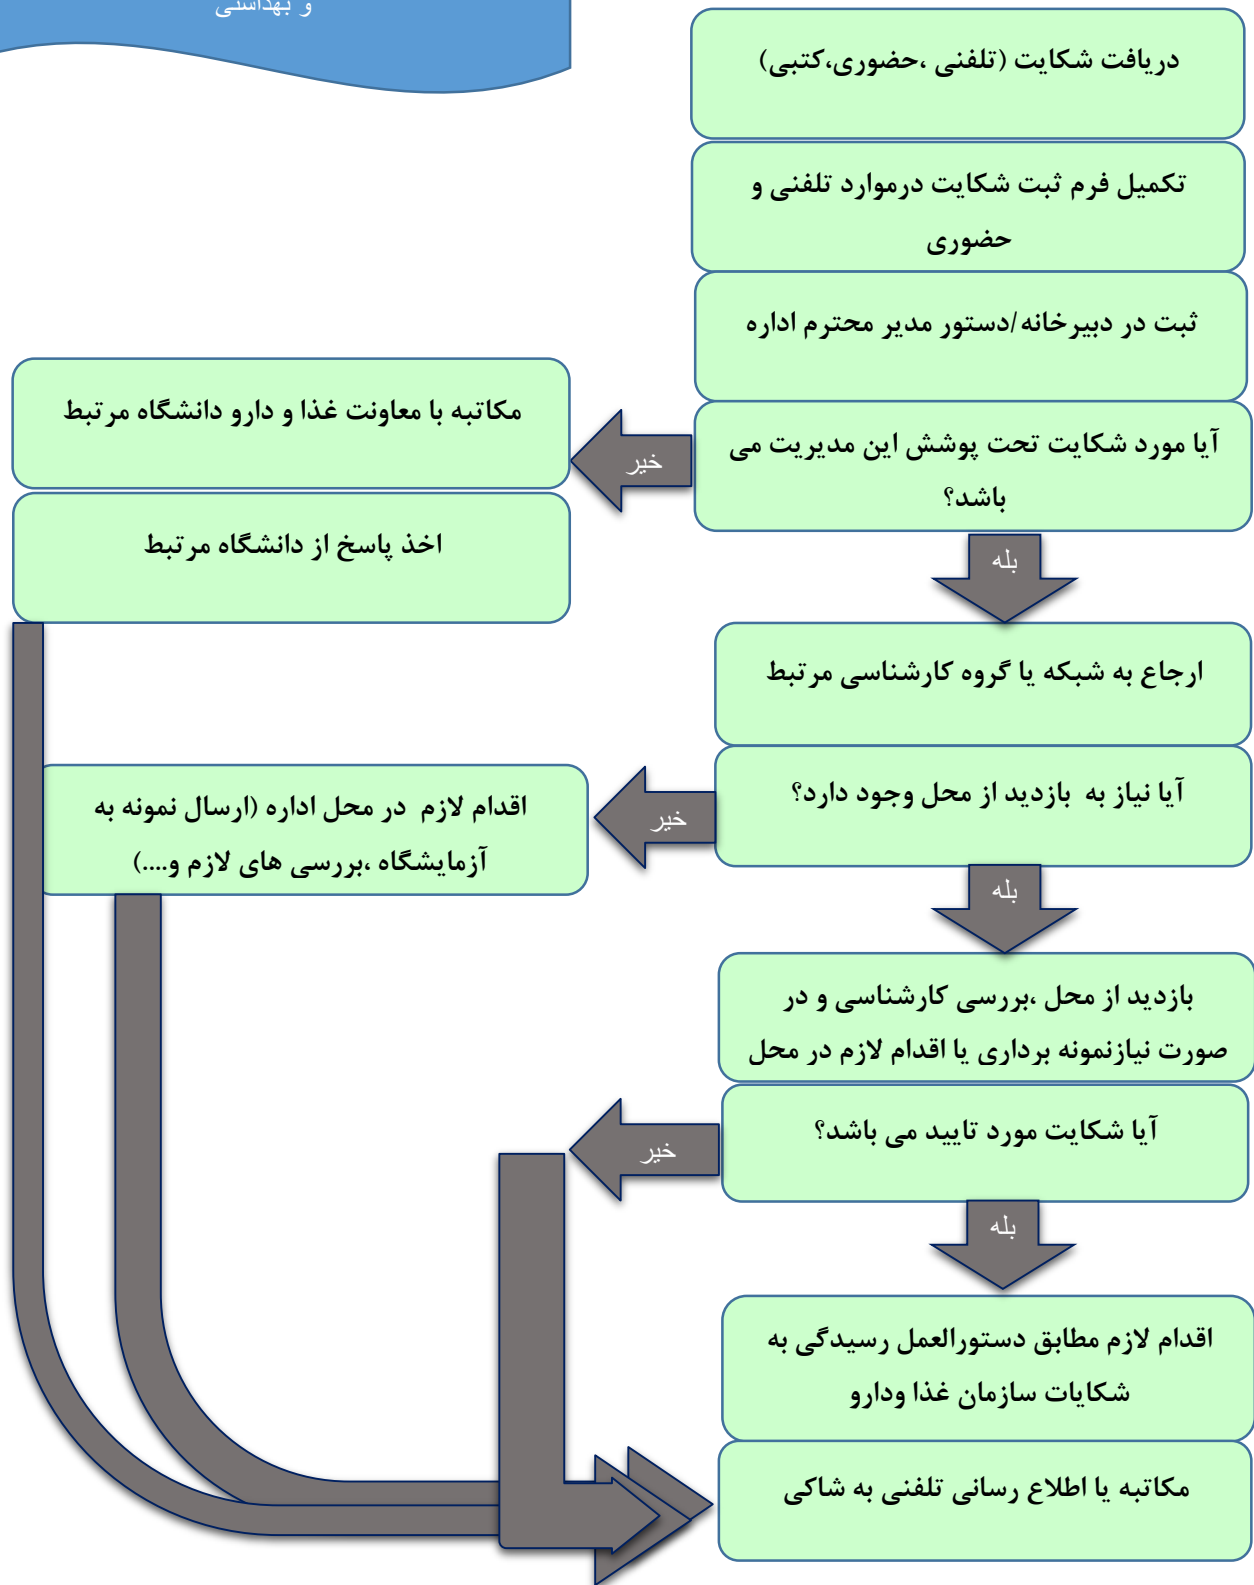 و بهداشتی
دریافت شکایت (تلفنی ،حضوری،کتبی)
تکمیل فرم ثبت شکایت درموارد تلفنی و
حضوری
ثبت در دبیرخانه/دستور مدیر محترم اداره
آیا مورد شکایت تحت پوشش این مدیریت می
باشد؟
خیر
مکاتبه با معاونت غذا و دارو دانشگاه مرتبط
اخذ پاسخ از دانشگاه مرتبط
بله
ارجاع به شبکه یا گروه کارشناسی مرتبط
آیا نیاز به بازدید از محل وجود دارد؟
خیر
اقدام لازم در محل اداره (ارسال نمونه به
آزمایشگاه ،بررسی های لازم و....)
بله
بازدید از محل ،بررسی کارشناسی و در
صورت نیازنمونه برداری یا اقدام لازم در محل
آیا شکایت مورد تایید می باشد؟
خیر
بله
اقدام لازم مطابق دستورالعمل رسیدگی به
شکایات سازمان غذا ودارو
مکاتبه یا اطلاع رسانی تلفنی به شاکی